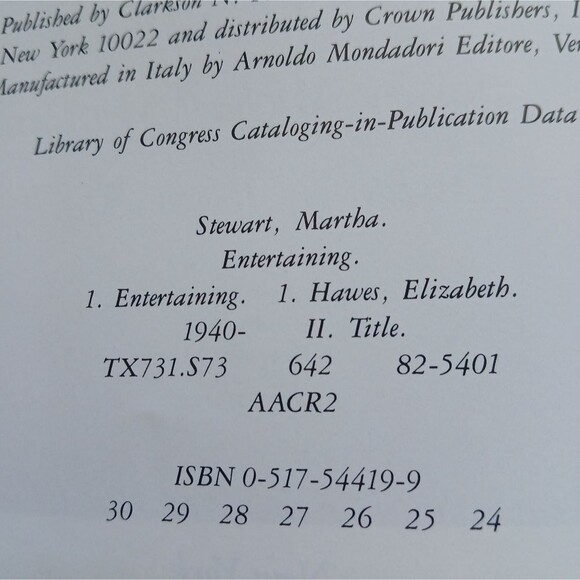 Published by Clarkson N.
New York 10022 and distributed by Crown Publishers,
Manufactured in Italy by Arnoldo Mondadori Editore,
Library of Congress Cataloging-in-Publication Data
Stewart, Martha.
Entertaining.
1. Entertaining. 1. Hawes, Elizabeth.
1940- II. Title.
TX731.S73 642 82-5401
AACR2
ISBN 0-517-54419-9
30 29 28 27 26 25 24